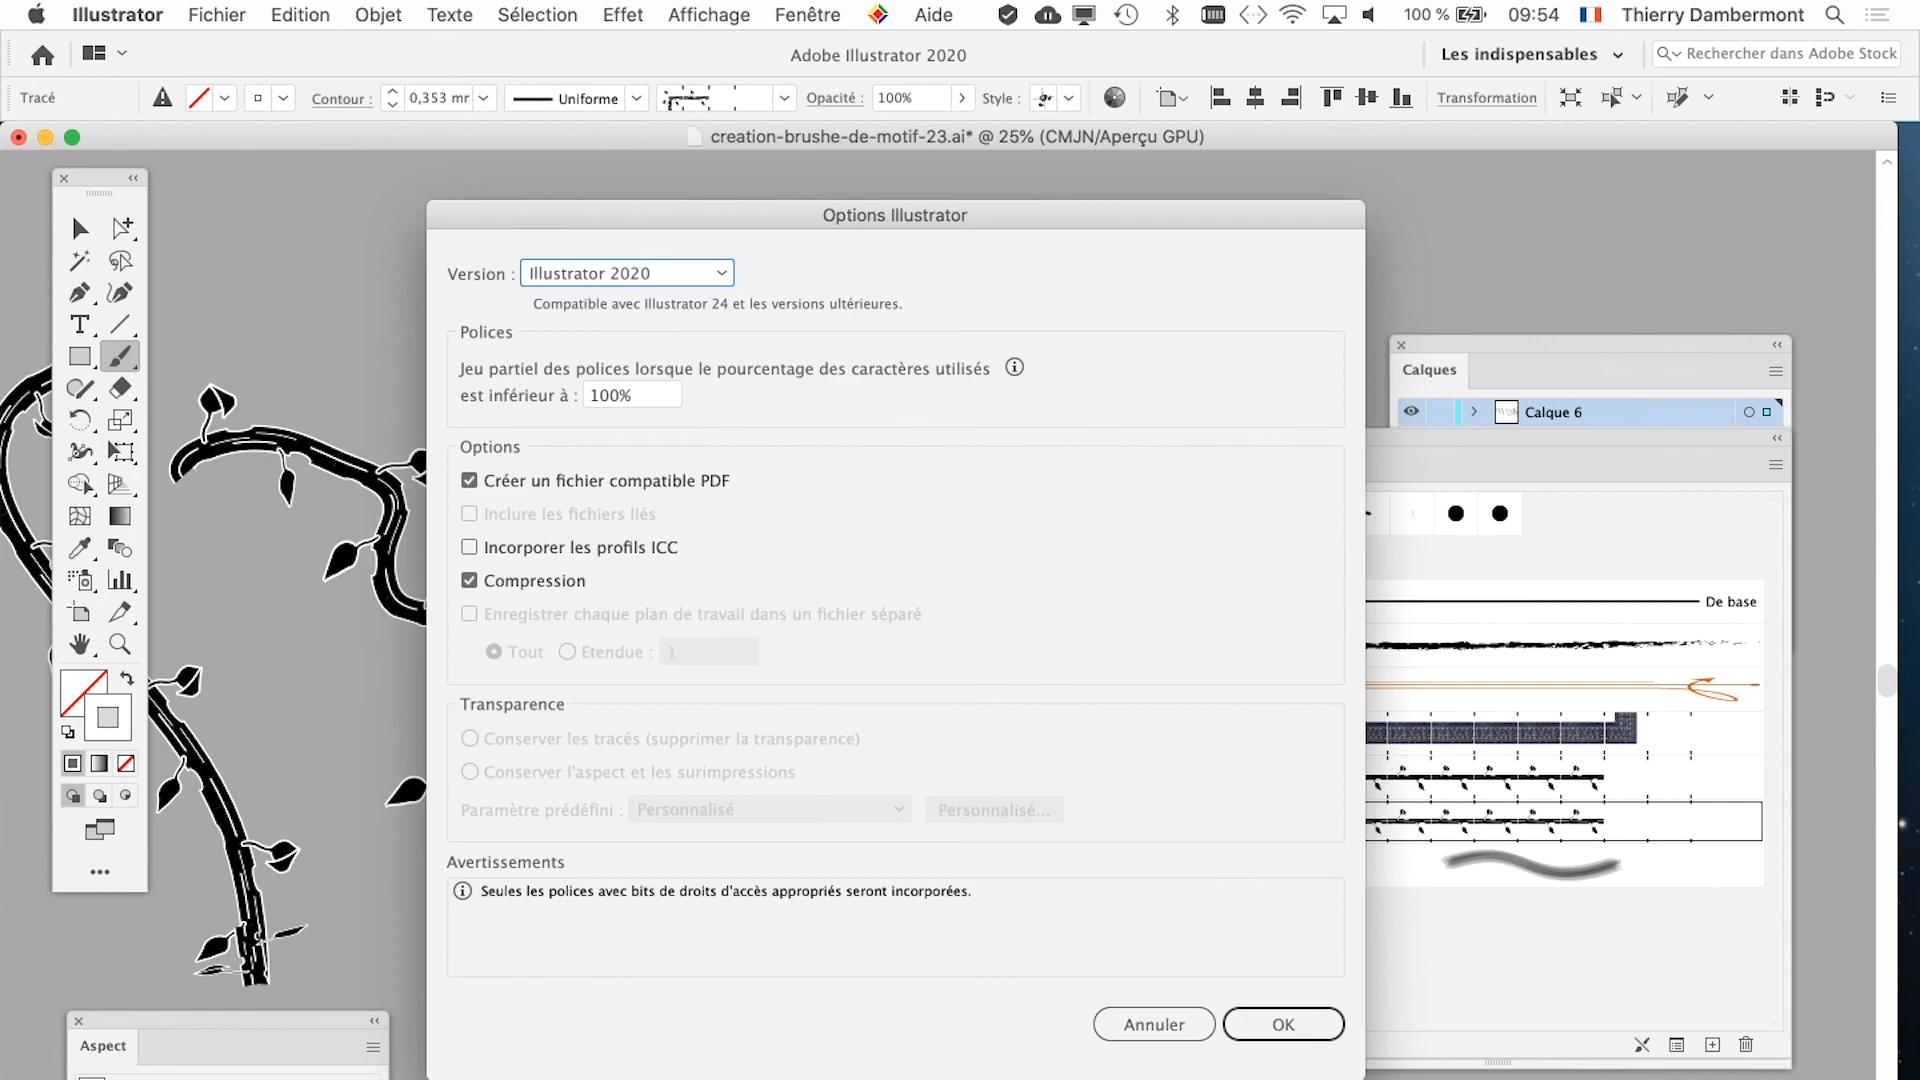 Illustrator Fichier Edition Objet Texte Sélection Effet Affichage Fenêtre Aide 100 % 09:54 Thierry Dambermont
Adobe Illustrator 2020 Les indispensables Rechercher dans Adobe Stock
Tracé Contour : 0,353 mr Uniforme Opacité : 100% Style : Transformation
creation-brushe-de-motif-23.ai* @ 25% (CMJN/Aperçu GPU)
Options Illustrator
Version : Illustrator 2020
Compatible avec Illustrator 24 et les versions ultérieures.
Polices
Jeu partiel des polices lorsque le pourcentage des caractères utilisés
est inférieur à : 100%
Options
Créer un fichier compatible PDF
Inclure les fichiers liés
Incorporer les profils ICC
Compression
Enregistrer chaque plan de travail dans un fichier séparé
Tout Etendue : 1
Transparence
Conserver les tracés (supprimer la transparence)
Conserver l'aspect et les surimpressions
Paramètre prédéfini : Personnalisé Personnalisé...
Avertissements
Seules les polices avec bits de droits d'accès appropriés seront incorporées.
Annuler OK
Calques
Calque 6
De base
Aspect